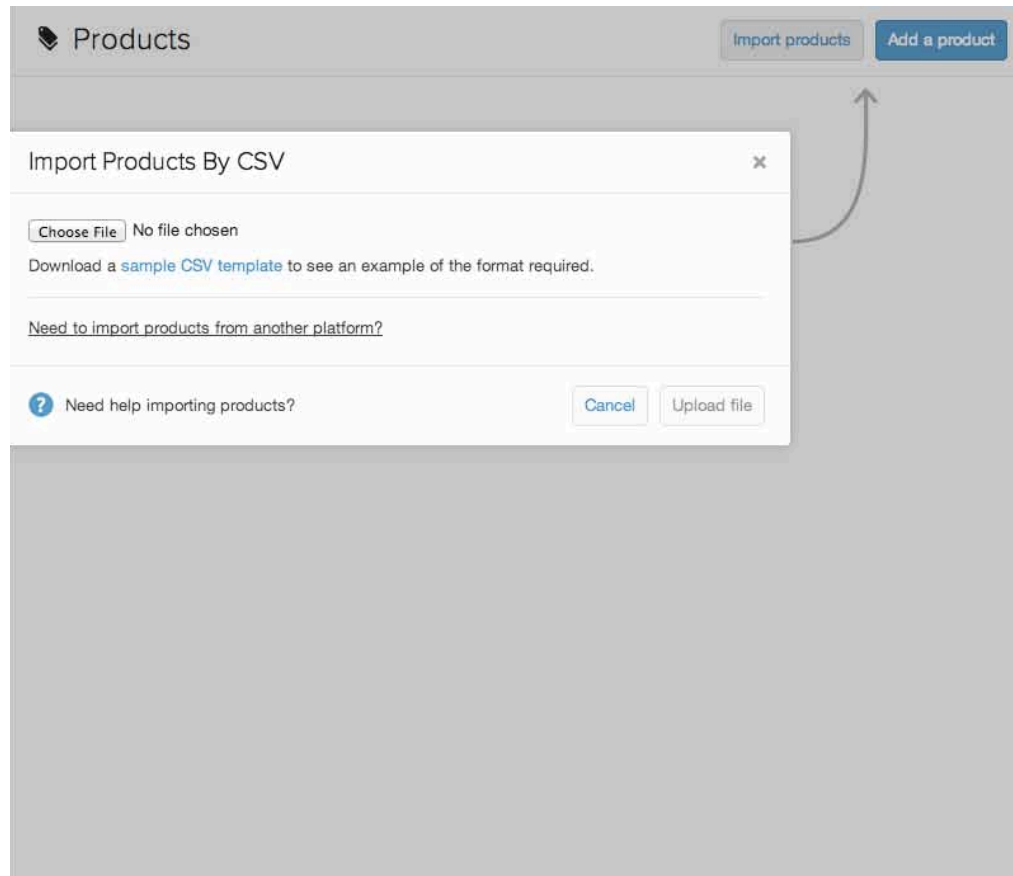 Products
Import products
Add a product
Import Products By CSV
×
Choose File No file chosen
Download a sample CSV template to see an example of the format required.
Need to import products from another platform?
? Need help importing products?
Cancel
Upload file